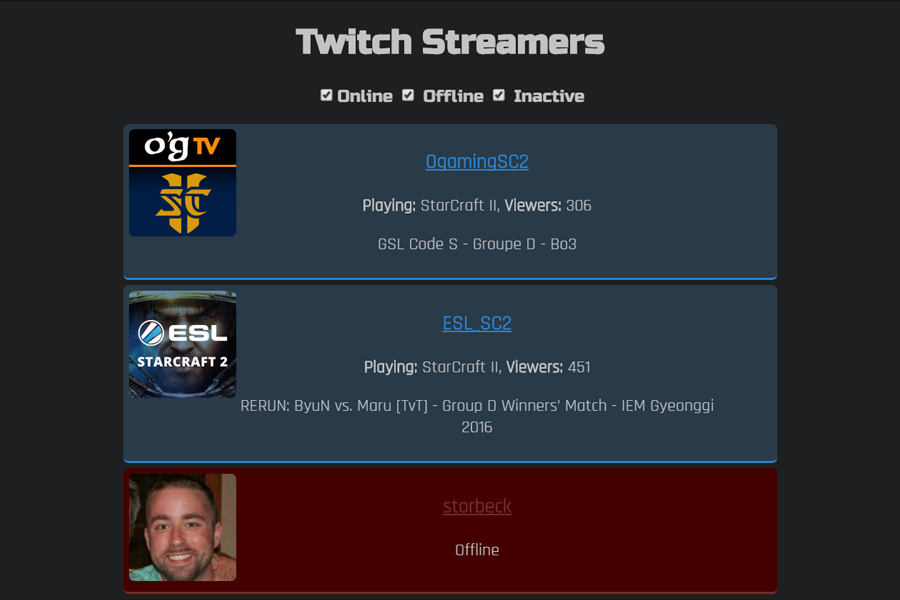 Twitch Streamers
Online Offline Inactive
o'g TV
SC II
OgamingSC2
Playing: StarCraft II, Viewers: 306
GSL Code S - Groupe D - Bo3
ESL
STARCRAFT 2
ESL_SC2
Playing: StarCraft II, Viewers: 451
RERUN: ByuN vs. Maru [TvT] - Group D Winners' Match - IEM Gyeonggi
2016
storbeck
Offline